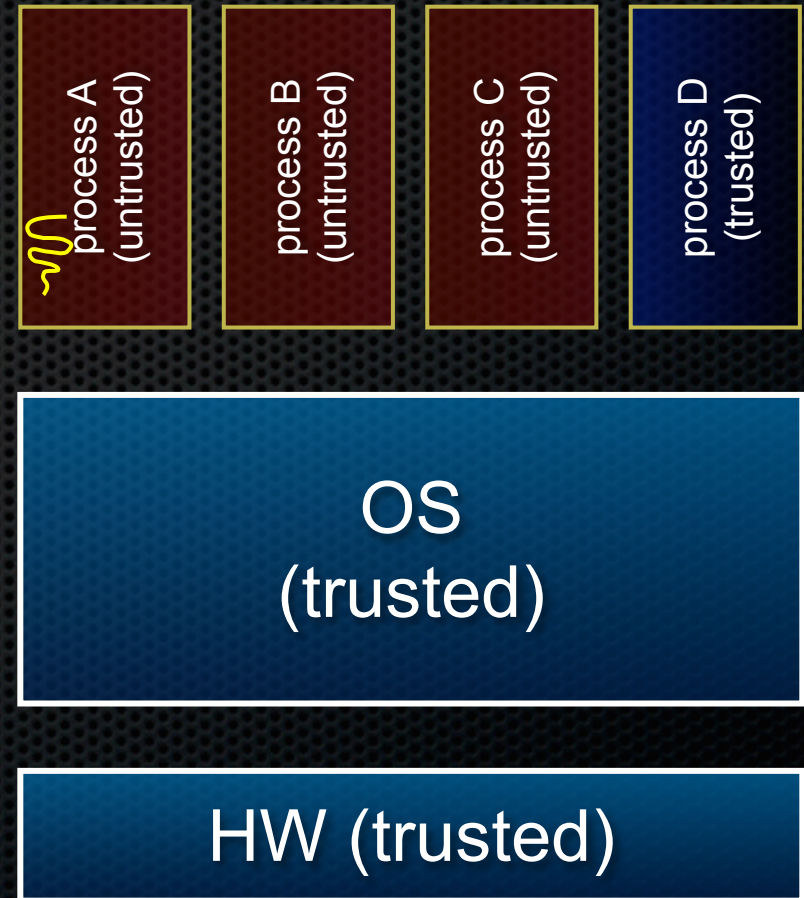 process A
(untrusted)
process B
(untrusted)
process C
(untrusted)
process D
(trusted)
OS
(trusted)
HW (trusted)